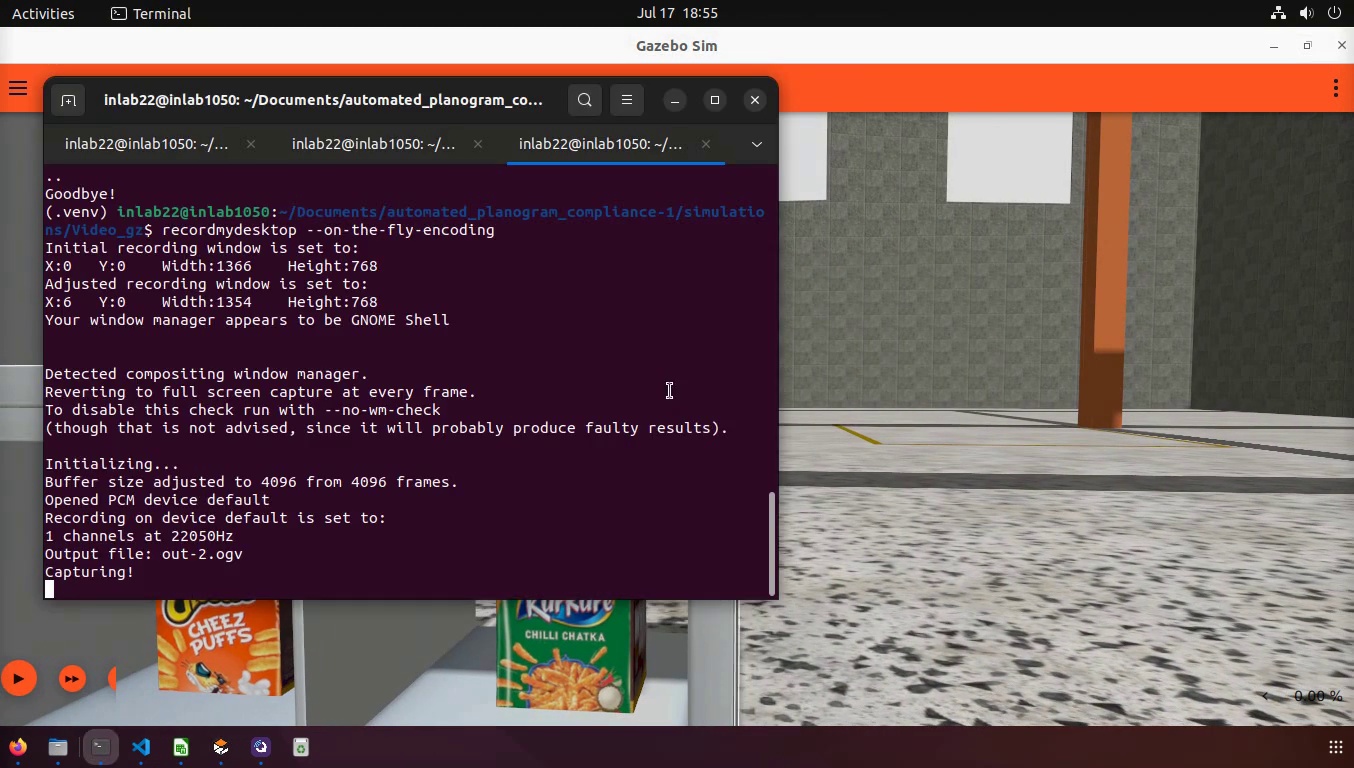 Activities
Terminal
Jul 17 18:55
Gazebo Sim
inlab22@inlab1050: ~/Documents/automated_planogram_co...
inlab22@inlab1050: ~/...
inlab22@inlab1050: ~/...
inlab22@inlab1050: ~/...
..
Goodbye!
(.venv) inlab22@inlab1050:~/Documents/automated_planogram_compliance-1/simulatio
ns/Video_gz$ recordmydesktop --on-the-fly-encoding
Initial recording window is set to:
X:0 Y:0 Width:1366 Height:768
Adjusted recording window is set to:
X:6 Y:0 Width:1354 Height:768
Your window manager appears to be GNOME Shell
Detected compositing window manager.
Reverting to full screen capture at every frame.
To disable this check run with --no-wm-check
(though that is not advised, since it will probably produce faulty results).
Initializing...
Buffer size adjusted to 4096 from 4096 frames.
Opened PCM device default
Recording on device default is set to:
1 channels at 22050Hz
Output file: out-2.ogv
Capturing!
CHEEZ
PUFFS
Kurkure
CHILLI CHATKA
0.00 %